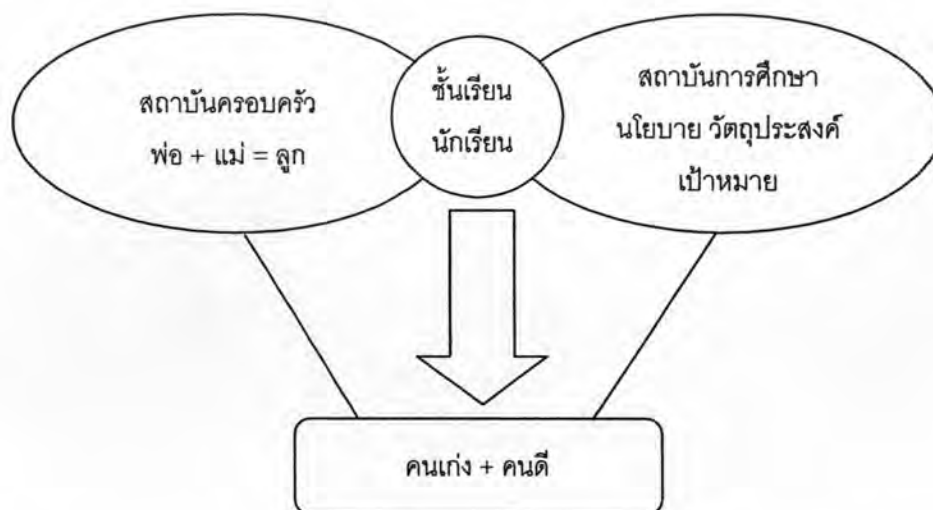 สถาบันครอบครัว
พ่อ + แม่ = ลูก
ชั้นเรียน
นักเรียน
สถาบันการศึกษา
นโยบาย วัตถุประสงค์
เป้าหมาย
คนเก่ง + คนดี